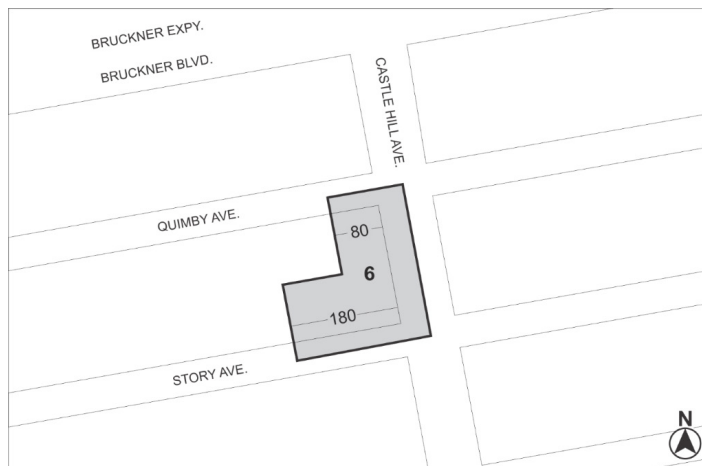 BRUCKNER EXPY.
BRUCKNER BLVD.
CASTLE HILL AVE.
QUIMBY AVE.
80
6
180
STORY AVE.
N